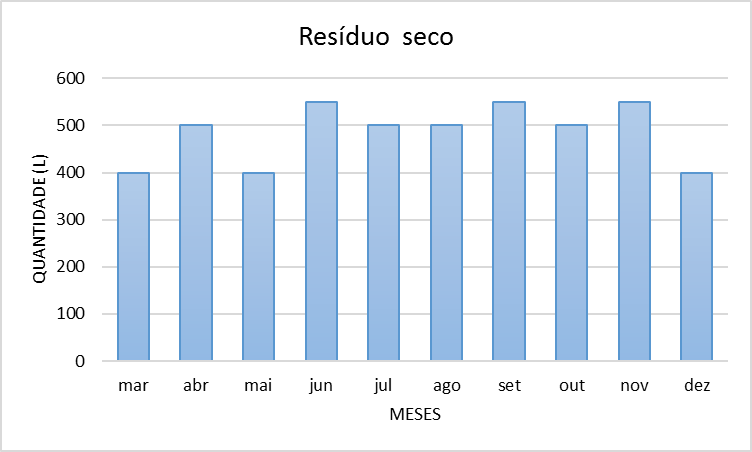 Resíduo seco
QUANTIDADE (L)
600
500
400
300
200
100
0
mar abr mai jun jul ago set out nov dez
MESES